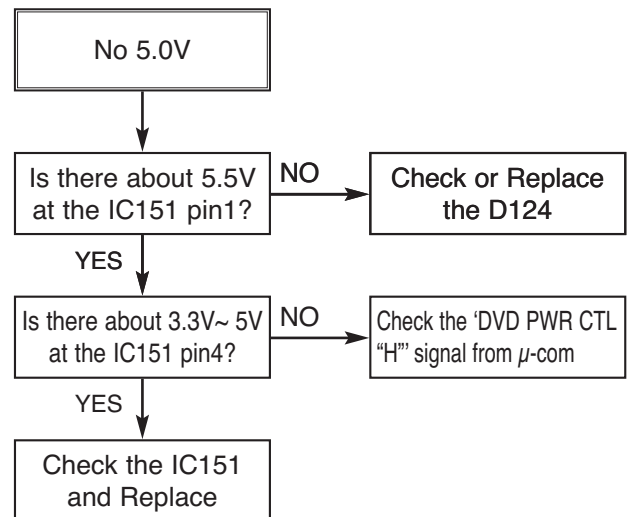 No 5.0V
Is there about 5.5V
at the IC151 pin1?
NO
Check or Replace
the D124
YES
Is there about 3.3V~ 5V
at the IC151 pin4?
NO
Check the ‘DVD PWR CTL
“H”’ signal from µ-com
YES
Check the IC151
and Replace